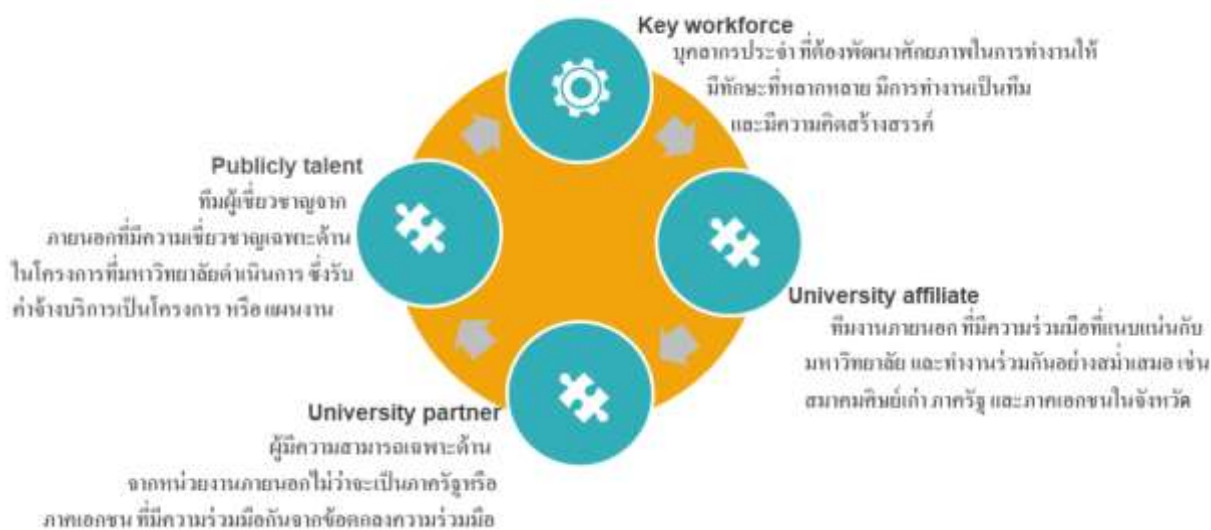 Key workforce
บุคลากรประจำ ที่ต้องพัฒนาศักยภาพในการทำงานให้
มีทักษะที่หลากหลาย มีการทำงานเป็นทีม
และมีความคิดสร้างสรรค์
Publicly talent
ทีมผู้เชี่ยวชาญจาก
ภายนอกที่มีความเชี่ยวชาญเฉพาะด้าน
ในโครงการที่มหาวิทยาลัยดำเนินการ ซึ่งรับ
ค่าจ้างบริการเป็นโครงการ หรือ แผนงาน
University affiliate
ทีมงานภายนอก ที่มีความร่วมมือที่แนบแน่นกับ
มหาวิทยาลัย และทำงานร่วมกันอย่างสม่ำเสมอ เช่น
สมาคมศิษย์เก่า ภาครัฐ และภาคเอกชนในจังหวัด
University partner
ผู้มีความสามารถเฉพาะด้าน
จากหน่วยงานภายนอกไม่ว่าจะเป็นภาครัฐหรือ
ภาคเอกชน ที่มีความร่วมมือกันจากข้อตกลงความร่วมมือ